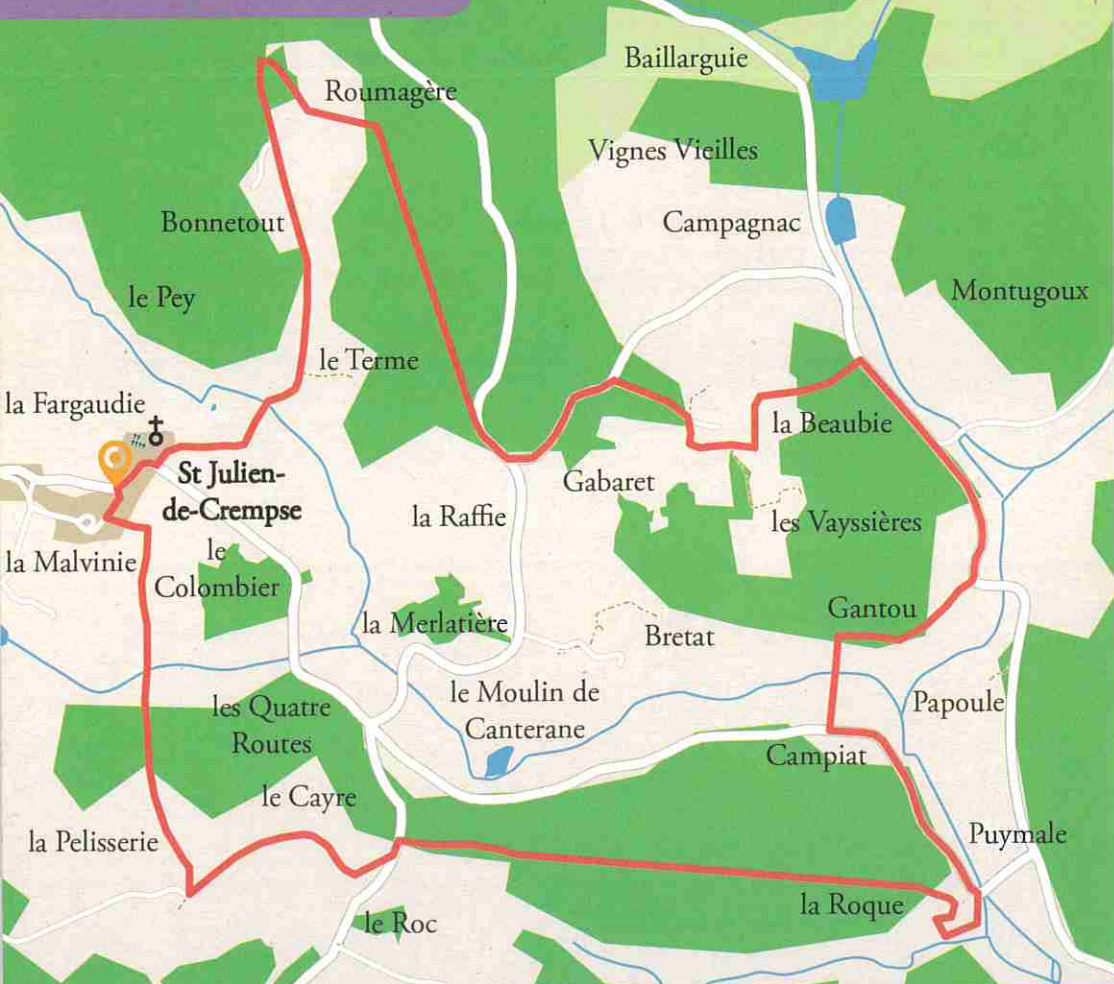 Baillarguie
Roumagère
Vignes Vieilles
Bonnetout
Campagnac
le Pey
Montugoux
le Terme
la Fargaudie
la Beaubie
St Julien-
de-Crempse
Gabaret
la Raffie
les Vayssières
la Malvinie
le
Colombier
Gantou
la Merlatière
Bretat
les Quatre
Routes
le Moulin de
Canterane
Papoule
Campiat
le Cayre
Puymale
la Pelisserie
la Roque
le Roc